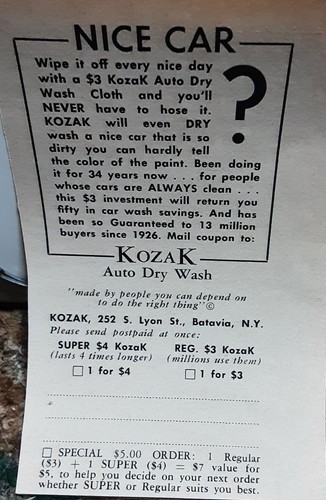 NICE CAR
Wipe it off every nice day
with a $3 KozaK Auto Dry
Wash Cloth and you'll
NEVER have to hose it.
KOZAK will even DRY
wash a nice car that is so
dirty you can hardly tell
?
the color of the paint. Been doing
it for 34 years now . . . for people
whose cars are ALWAYS clean . . .
this $3 investment will return you
fifty in car wash savings. And has
been so Guaranteed to 13 million
buyers since 1926. Mail coupon to:
KOZAK
Auto Dry Wash
"made by people you can depend on
to do the right thing"©
KOZAK, 252 S. Lyon St., Batavia, N.Y.
Please send postpaid at once:
SUPER $4 KozaK REG. $3 KozaK
(lasts 4 times longer) (millions use them)
☐ 1 for $4 ☐ 1 for $3
☐ SPECIAL $5.00 ORDER: 1 Regular
($3) + 1 SUPER ($4) = $7 value for
$5, to help you decide on your next order
whether SUPER or Regular suits you best.